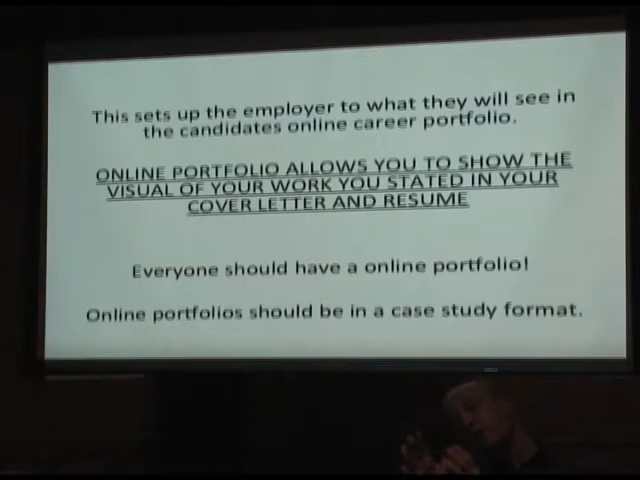 This sets up the employer to what they will see in
the candidates online career portfolio.
ONLINE PORTFOLIO ALLOWS YOU TO SHOW THE
VISUAL OF YOUR WORK YOU STATED IN YOUR
COVER LETTER AND RESUME
Everyone should have a online portfolio!
Online portfolios should be in a case study format.